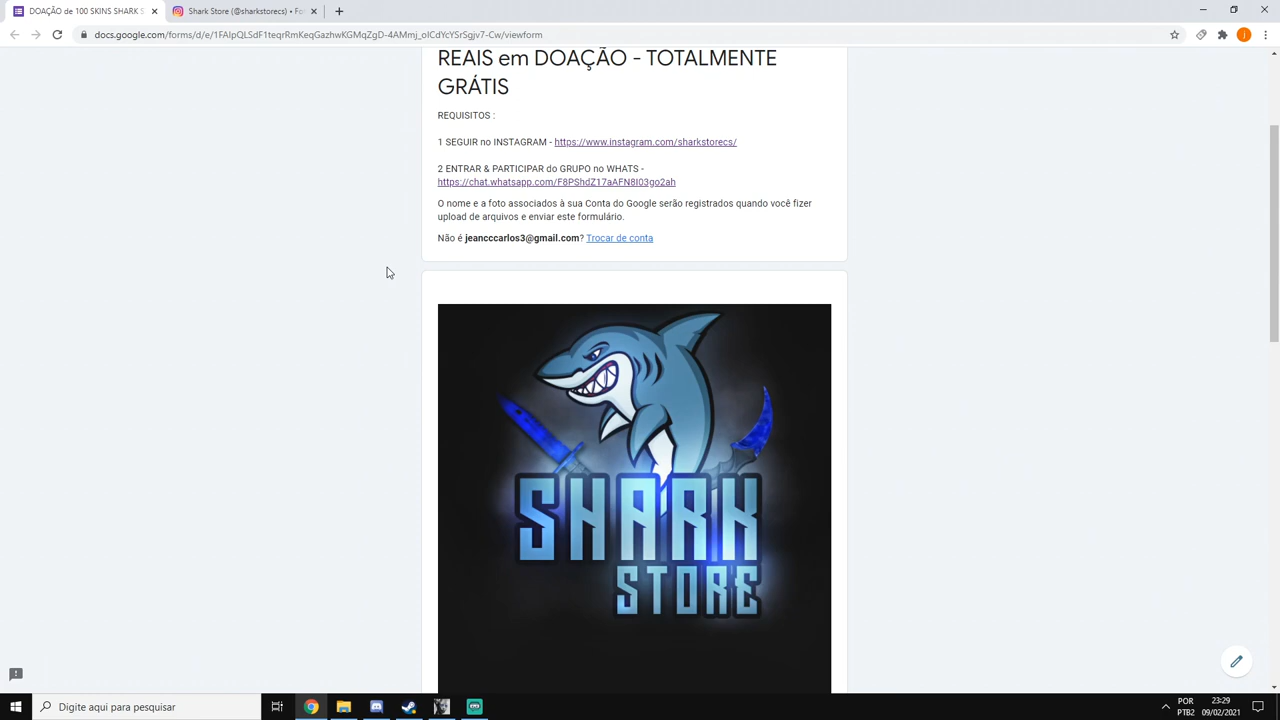 DOAÇÃO de 100 SKINS SHARK S
Shark Store (@sharkstorecs) • Fo
docs.google.com/forms/d/e/1FAIpQLSdF1teqrRmKeqGazhwKGMqZgD-4AMmj_oICdYcYSrSgjv7-Cw/viewform
REAIS em DOAÇÃO - TOTALMENTE
GRÁTIS
REQUISITOS :
1 SEGUIR no INSTAGRAM - https://www.instagram.com/sharkstorecs/
2 ENTRAR & PARTICIPAR do GRUPO no WHATS -
https://chat.whatsapp.com/F8PShdZ17aAFN8I03go2ah
O nome e a foto associados à sua Conta do Google serão registrados quando você fizer
upload de arquivos e enviar este formulário.
Não é jeancccarlos3@gmail.com? Trocar de conta
SHARK
STORE
Digite aqui para pesquisar
POR
PTB2
23:29
09/02/2021